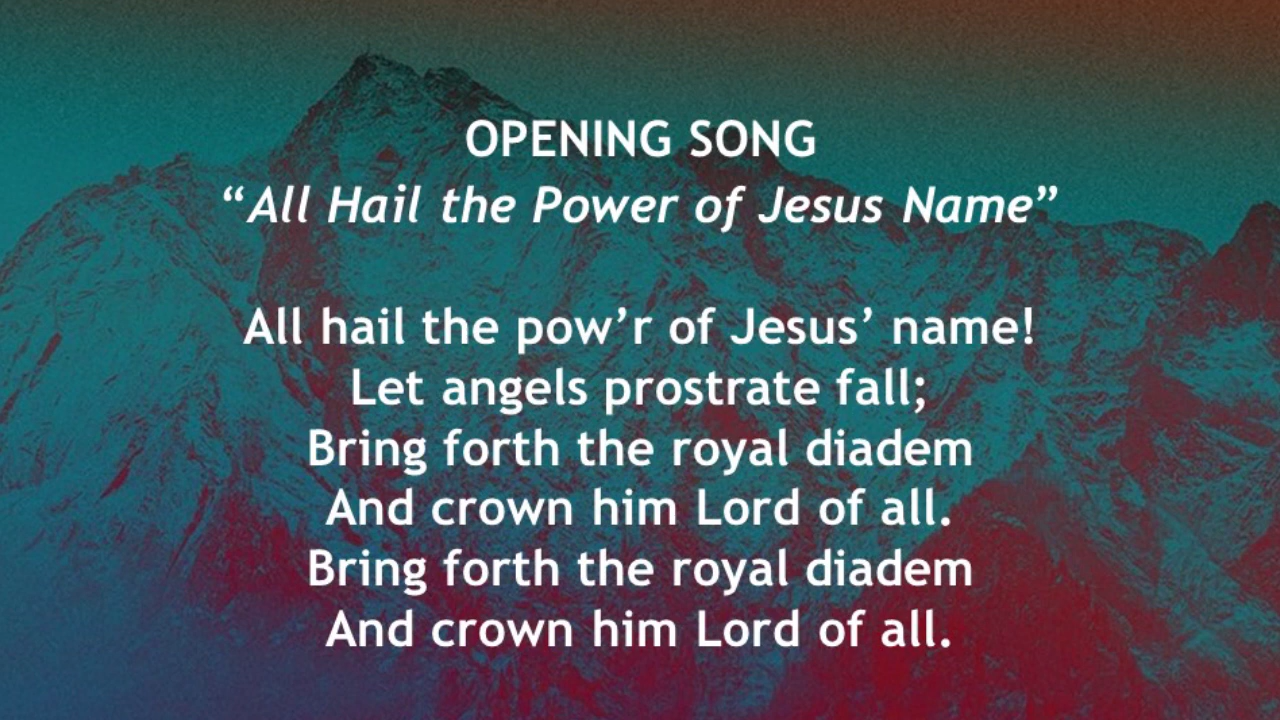 OPENING SONG
“All Hail the Power of Jesus Name”
All hail the pow’r of Jesus’ name!
Let angels prostrate fall;
Bring forth the royal diadem
And crown him Lord of all.
Bring forth the royal diadem
And crown him Lord of all.